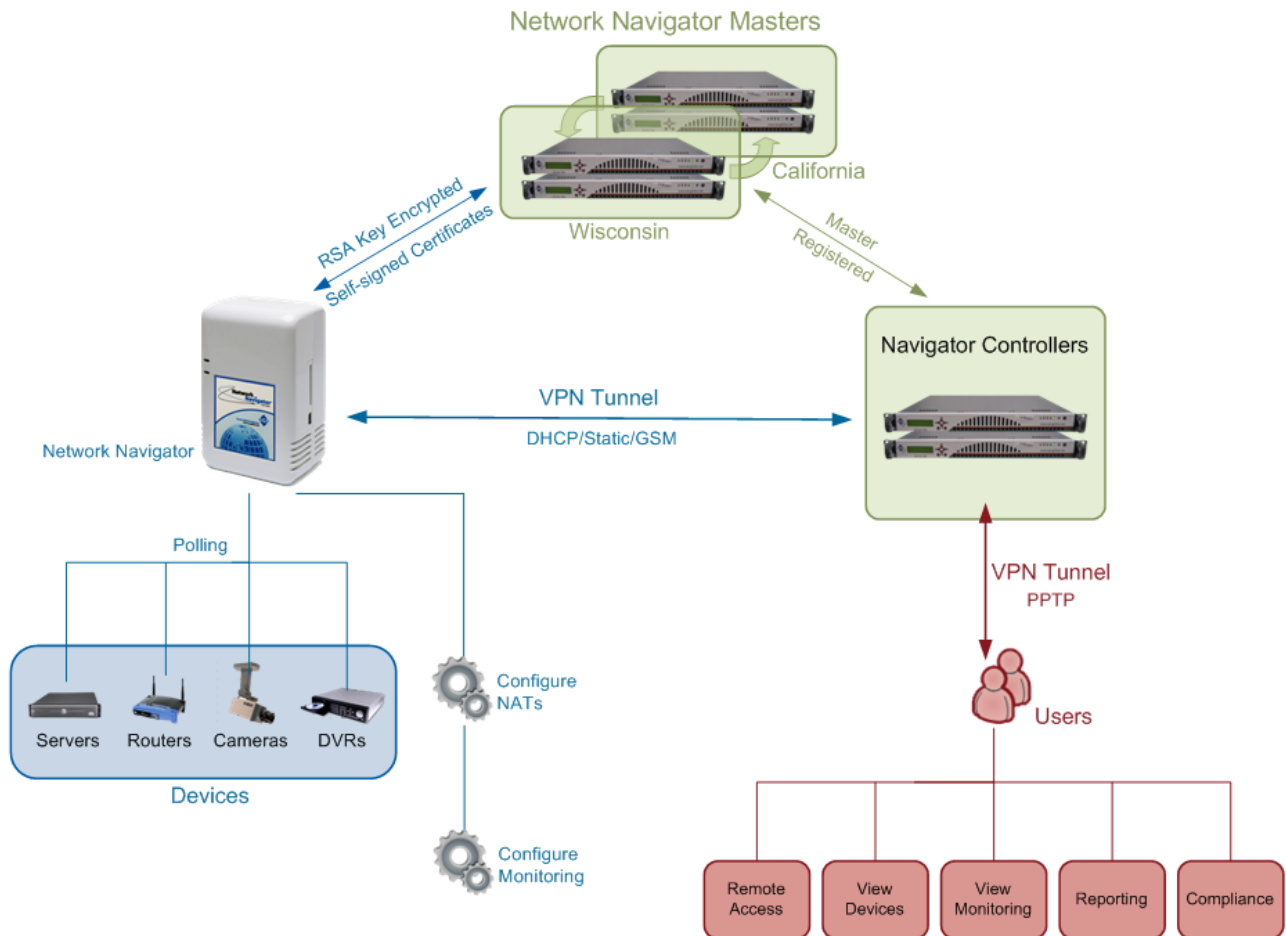 Network Navigator Masters
California
Wisconsin
RSA Key Encrypted
Self-signed Certificates
Master
Registered
Navigator Controllers
Network
Navigator
VPN Tunnel
DHCP/Static/GSM
Network Navigator
Polling
VPN Tunnel
PPTP
Servers
Routers
Cameras
DVRs
Devices
Configure
NATs
Users
Configure
Monitoring
Remote
Access
View
Devices
View
Monitoring
Reporting
Compliance